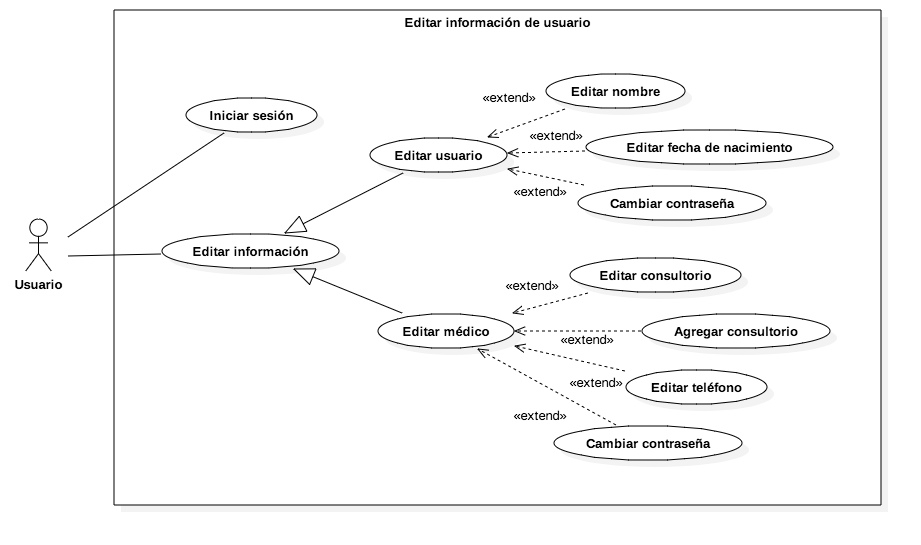 Editar información de usuario
Iniciar sesión
Editar nombre
«extend»
Editar usuario
«extend»
Editar fecha de nacimiento
«extend»
Cambiar contraseña
Usuario
Editar información
Editar consultorio
«extend»
Editar médico
Agregar consultorio
«extend»
Editar teléfono
«extend»
Cambiar contraseña
«extend»